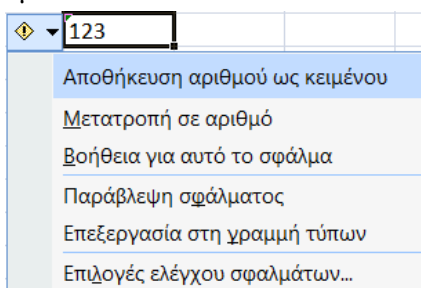 123
Αποθήκευση αριθμού ως κειμένου
Μετατροπή σε αριθμό
Βοήθεια για αυτό το σφάλμα
Παράβλεψη σφάλματος
Επεξεργασία στη γραμμή τύπων
Επιλογές ελέγχου σφαλμάτων...